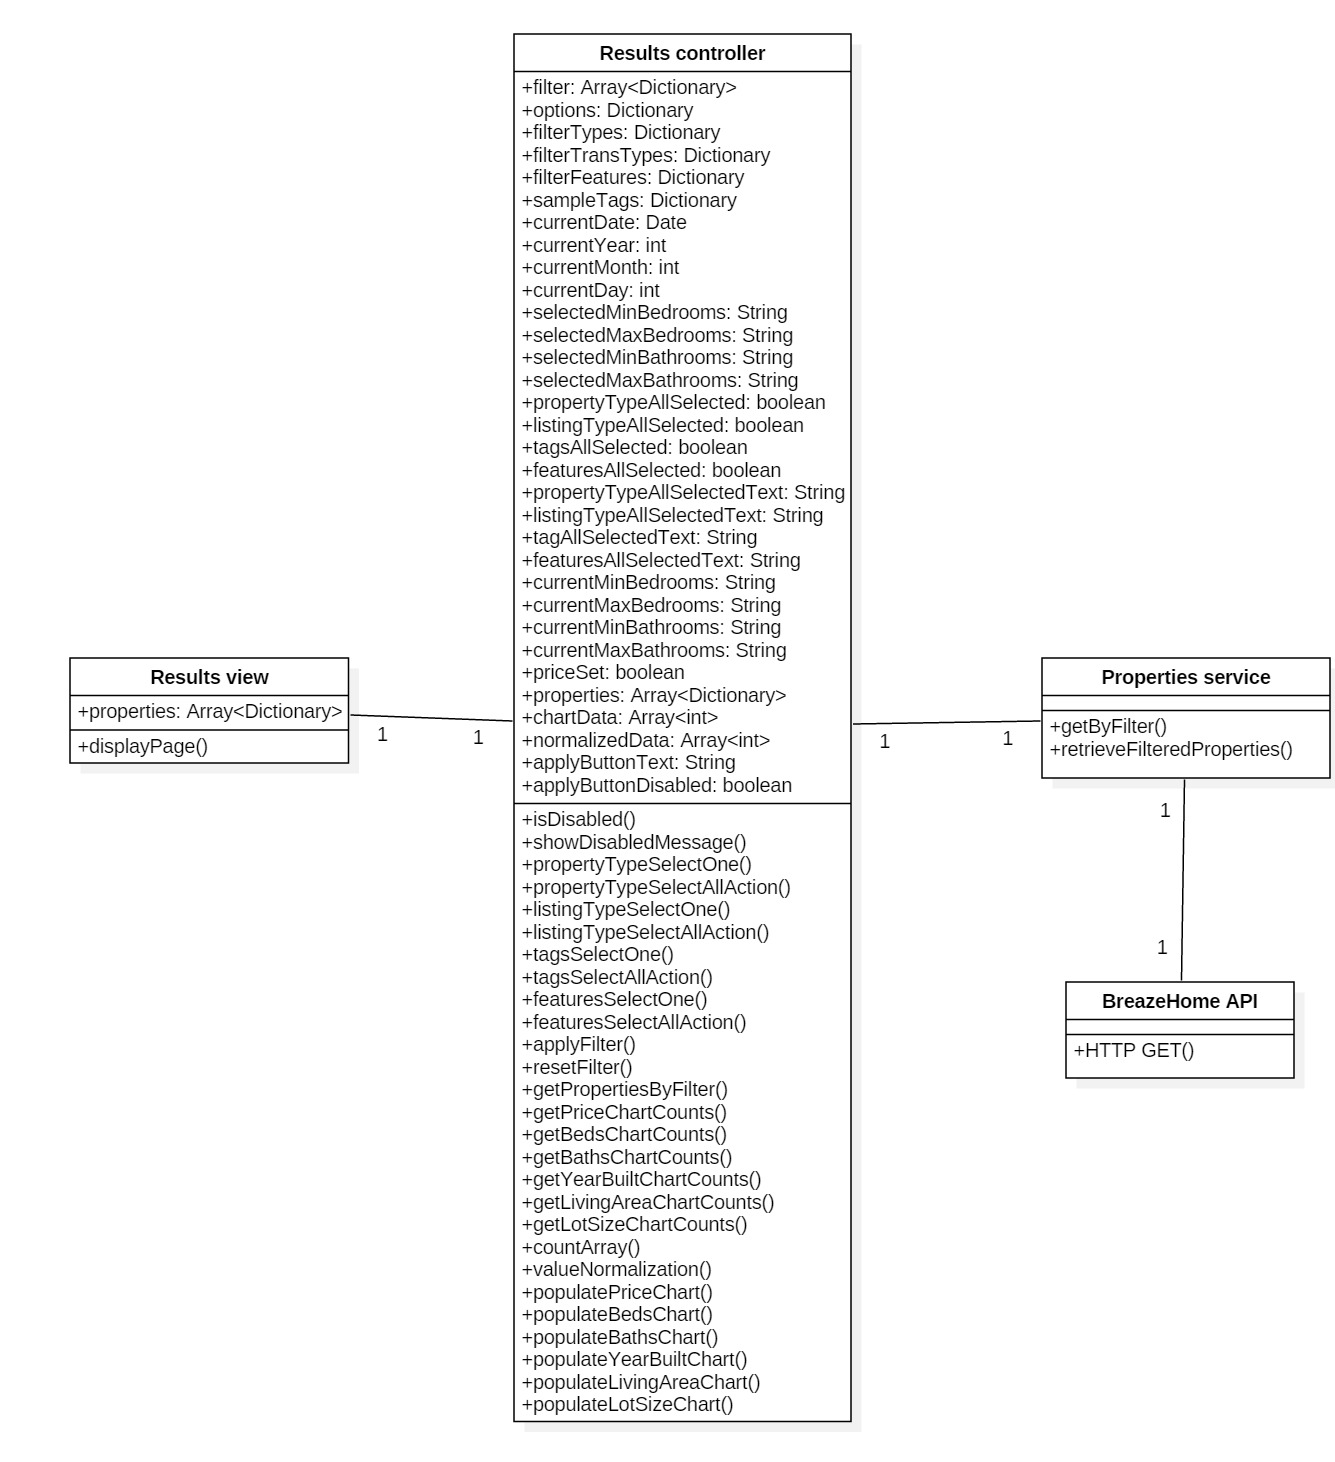 Results controller
+filter: Array<Dictionary>
+options: Dictionary
+filterTypes: Dictionary
+filterTransTypes: Dictionary
+filterFeatures: Dictionary
+sampleTags: Dictionary
+currentDate: Date
+currentYear: int
+currentMonth: int
+currentDay: int
+selectedMinBedrooms: String
+selectedMaxBedrooms: String
+selectedMinBathrooms: String
+selectedMaxBathrooms: String
+propertyTypeAllSelected: boolean
+listingTypeAllSelected: boolean
+tagsAllSelected: boolean
+featuresAllSelected: boolean
+propertyTypeAllSelectedText: String
+listingTypeAllSelectedText: String
+tagAllSelectedText: String
+featuresAllSelectedText: String
+currentMinBedrooms: String
+currentMaxBedrooms: String
+currentMinBathrooms: String
+currentMaxBathrooms: String
+priceSet: boolean
+properties: Array<Dictionary>
+chartData: Array<int>
+normalizedData: Array<int>
+applyButtonText: String
+applyButtonDisabled: boolean
+isDisabled()
+showDisabledMessage()
+propertyTypeSelectOne()
+propertyTypeSelectAllAction()
+listingTypeSelectOne()
+listingTypeSelectAllAction()
+tagsSelectOne()
+tagsSelectAllAction()
+featuresSelectOne()
+featuresSelectAllAction()
+applyFilter()
+resetFilter()
+getPropertiesByFilter()
+getPriceChartCounts()
+getBedsChartCounts()
+getBathsChartCounts()
+getYearBuiltChartCounts()
+getLivingAreaChartCounts()
+getLotSizeChartCounts()
+countArray()
+valueNormalization()
+populatePriceChart()
+populateBedsChart()
+populateBathsChart()
+populateYearBuiltChart()
+populateLivingAreaChart()
+populateLotSizeChart()
Results view
+properties: Array<Dictionary>
+displayPage()
1
1
1
1
Properties service
+getByFilter()
+retrieveFilteredProperties()
1
1
BreazeHome API
+HTTP GET()